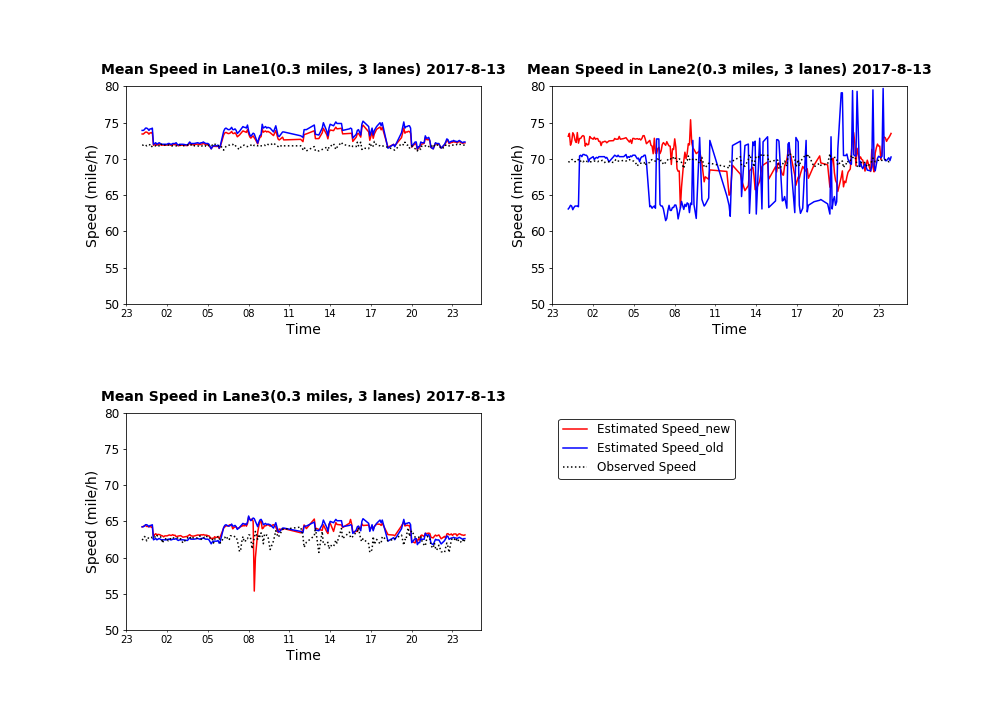 Mean Speed in Lane1(0.3 miles, 3 lanes) 2017-8-13
80
75
70
65
60
55
50
Speed (mile/h)
23 02 05 08 11 14 17 20 23
Time
Mean Speed in Lane2(0.3 miles, 3 lanes) 2017-8-13
80
75
70
65
60
55
50
Speed (mile/h)
23 02 05 08 11 14 17 20 23
Time
Mean Speed in Lane3(0.3 miles, 3 lanes) 2017-8-13
80
75
70
65
60
55
50
Speed (mile/h)
23 02 05 08 11 14 17 20 23
Time
Estimated Speed_new
Estimated Speed_old
Observed Speed